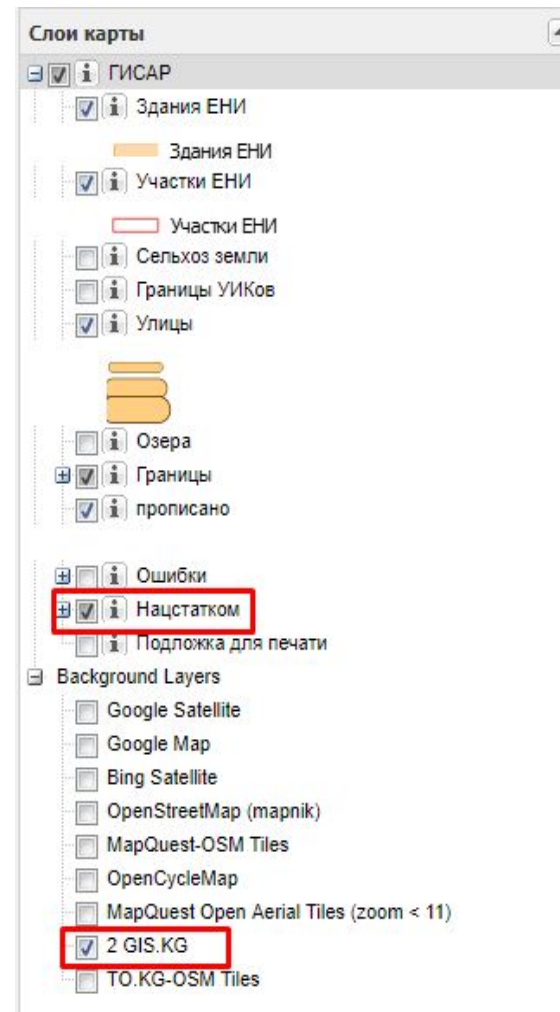 Слои карты
ГИСАР
Здания ЕНИ
Здания ЕНИ
Участки ЕНИ
Участки ЕНИ
Сельхоз земли
Границы УИКов
Улицы
Озера
Границы
прописано
Ошибки
Нацстатком
Подложка для печати
Background Layers
Google Satellite
Google Map
Bing Satellite
OpenStreetMap (mapnik)
MapQuest-OSM Tiles
OpenCycleMap
MapQuest Open Aerial Tiles (zoom < 11)
2 GIS.KG
TO.KG-OSM Tiles